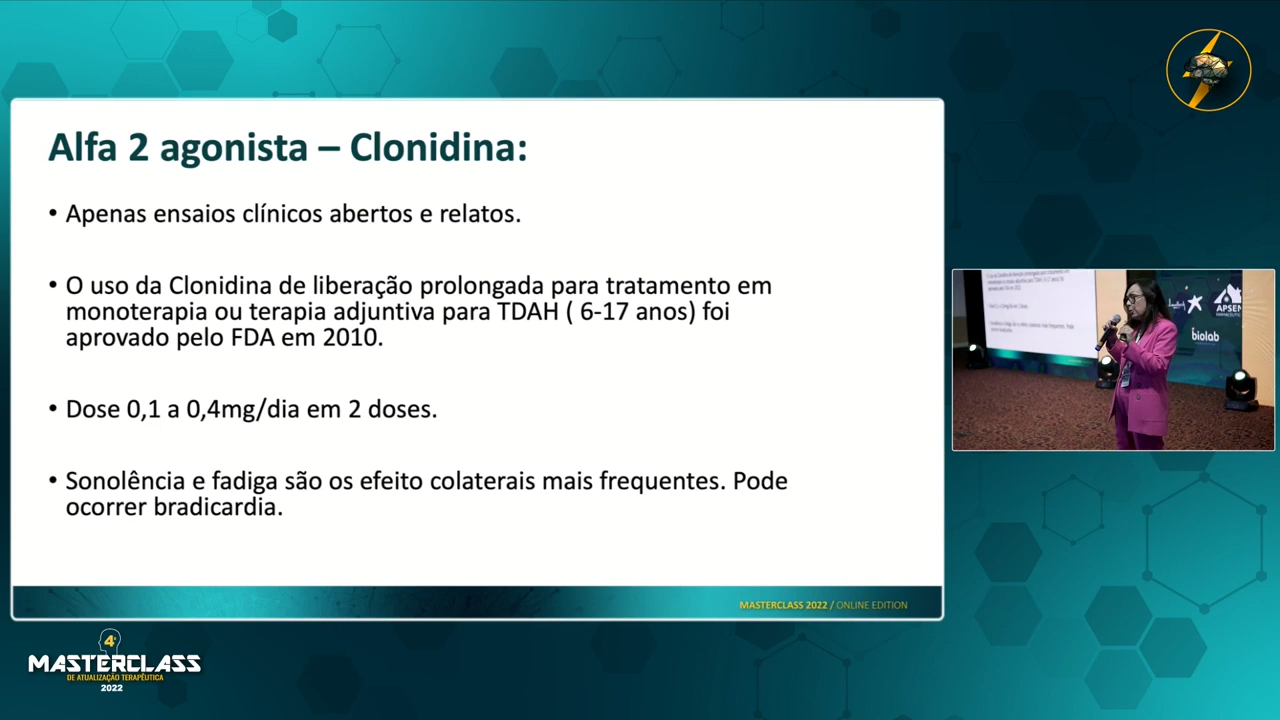 Alfa 2 agonista – Clonidina:
• Apenas ensaios clínicos abertos e relatos.
• O uso da Clonidina de liberação prolongada para tratamento em
monoterapia ou terapia adjuntiva para TDAH ( 6-17 anos) foi
aprovado pelo FDA em 2010.
• Dose 0,1 a 0,4mg/dia em 2 doses.
• Sonolência e fadiga são os efeito colaterais mais frequentes. Pode
ocorrer bradicardia.
MASTERCLASS 2022 / ONLINE EDITION
APSEN
biolab
4ª
MASTERCLASS
DE ATUALIZAÇÃO TERAPÊUTICA
2022